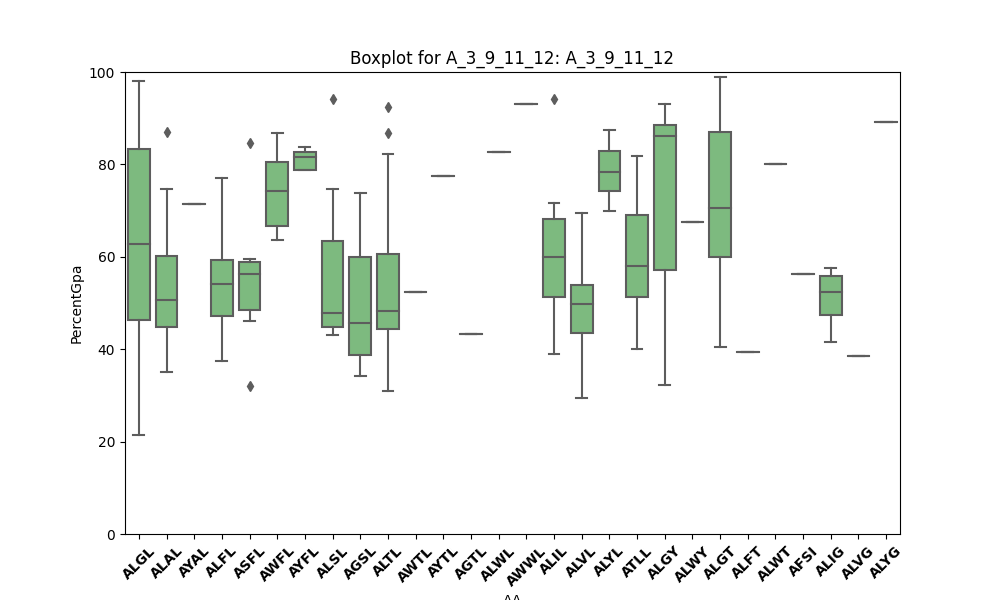 Boxplot for A_3_9_11_12: A_3_9_11_12
PercentGpa
100
80
60
40
20
0
ALGL ALAL AYAL ALFL ASFL AWFL AYFL ALSL AGSL ALTL AWTL AYTL AGTL ALWL AWWL ALIL ALVL ALYL ATLL ALGY ALWY ALGT ALFT ALWT AFSI ALIG ALVG ALYG
AA